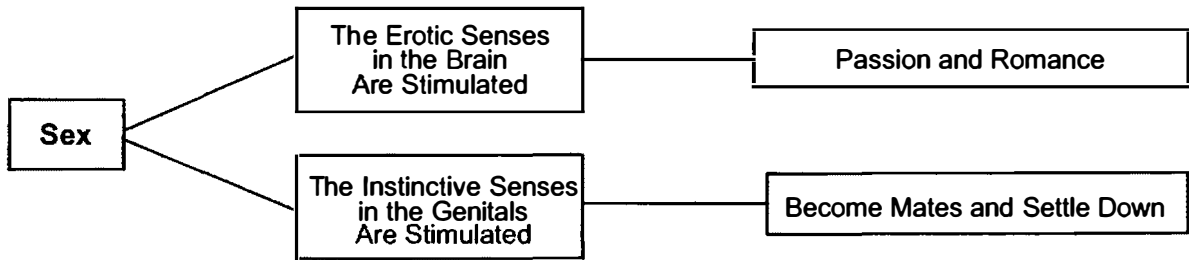 The Erotic Senses
in the Brain
Are Stimulated
Passion and Romance
Sex
The Instinctive Senses
in the Genitals
Are Stimulated
Become Mates and Settle Down